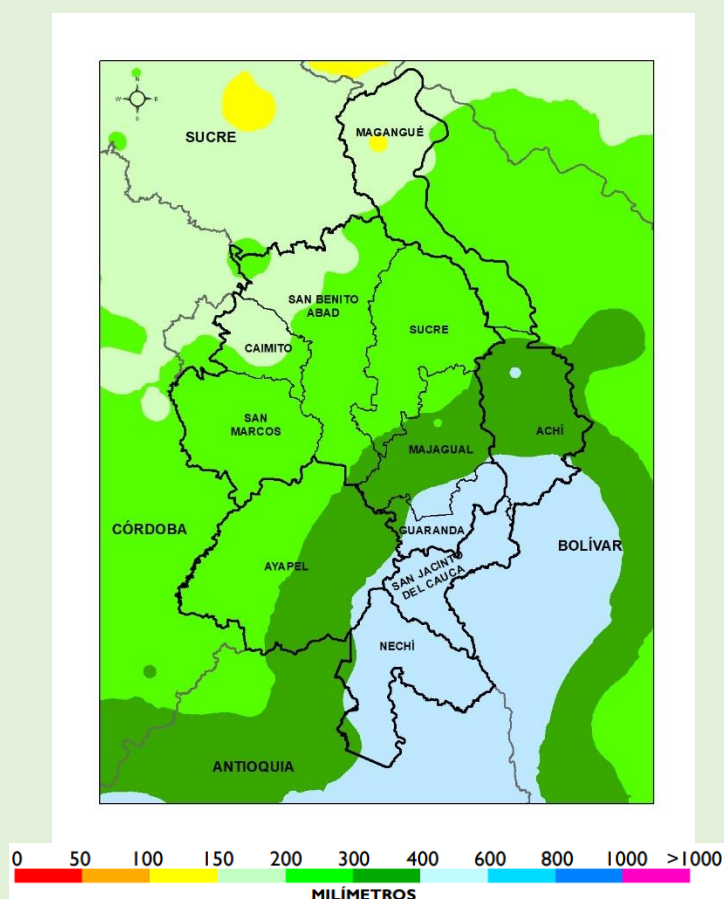 N
W E
S
SUCRE
MAGANGUÉ
SAN BENITO
ABAD
SUCRE
CAIMITO
SAN
MARCOS
ACHÍ
MAJAGUAL
CÓRDOBA
GUARANDA
BOLÍVAR
AYAPEL
SAN JACINTO
DEL CAUCA
NECHÍ
ANTIOQUIA
0 50 100 150 200 300 400 600 800 1000 >1000
MILÍMETROS